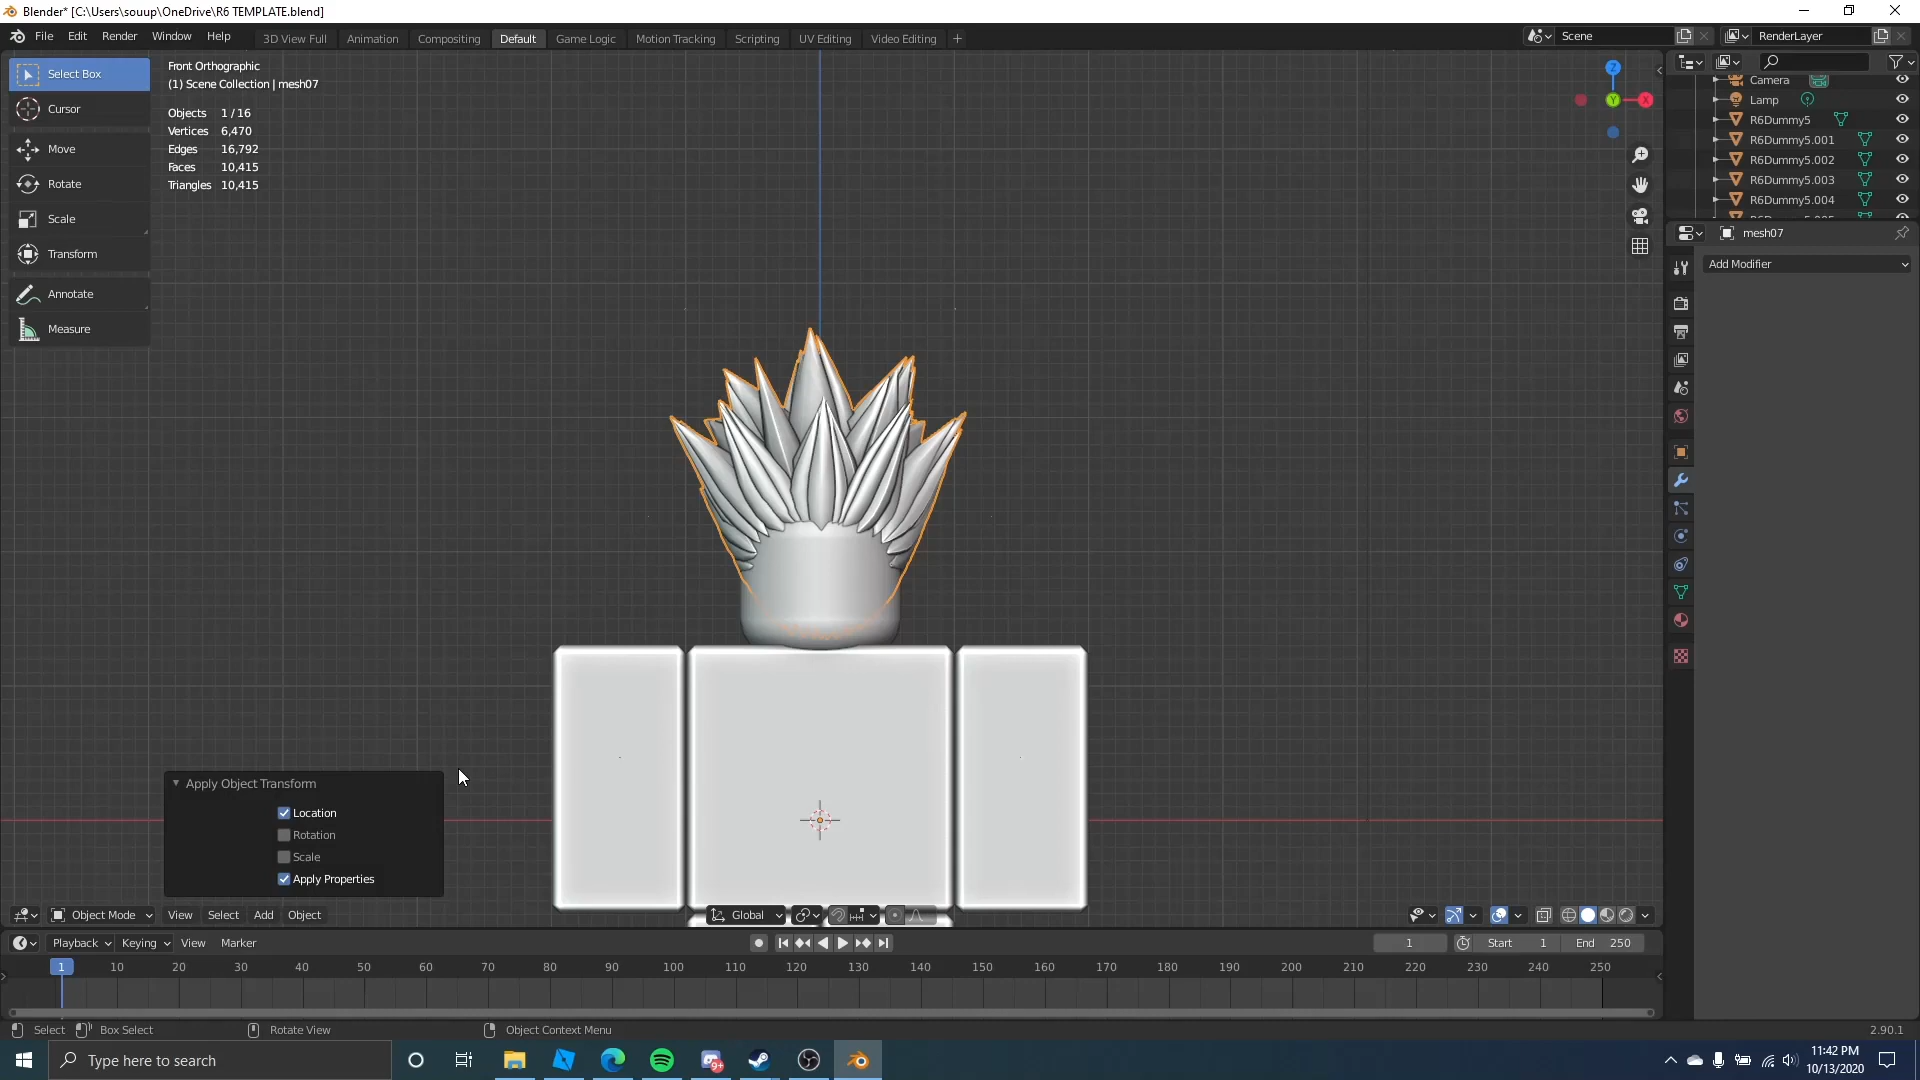 Blender* [C:\Users\souup\OneDrive\R6 TEMPLATE.blend]
File Edit Render Window Help
3D View Full Animation Compositing Default Game Logic Motion Tracking Scripting UV Editing Video Editing +
Scene
RenderLayer
Select Box
Cursor
Move
Rotate
Scale
Transform
Annotate
Measure
Front Orthographic
(1) Scene Collection | mesh07
Objects 1 / 16
Vertices 6,470
Edges 16,792
Faces 10,415
Triangles 10,415
Z
Y
X
Camera
Lamp
R6Dummy5
R6Dummy5.001
R6Dummy5.002
R6Dummy5.003
R6Dummy5.004
R6Dummy5.005
mesh07
Add Modifier
Apply Object Transform
Location
Rotation
Scale
Apply Properties
Object Mode View Select Add Object
Global
Playback Keying View Marker
1 Start 1 End 250
1 10 20 30 40 50 60 70 80 90 100 110 120 130 140 150 160 170 180 190 200 210 220 230 240 250
Select Box Select Rotate View Object Context Menu
2.90.1
Type here to search
9+
11:42 PM
10/13/2020